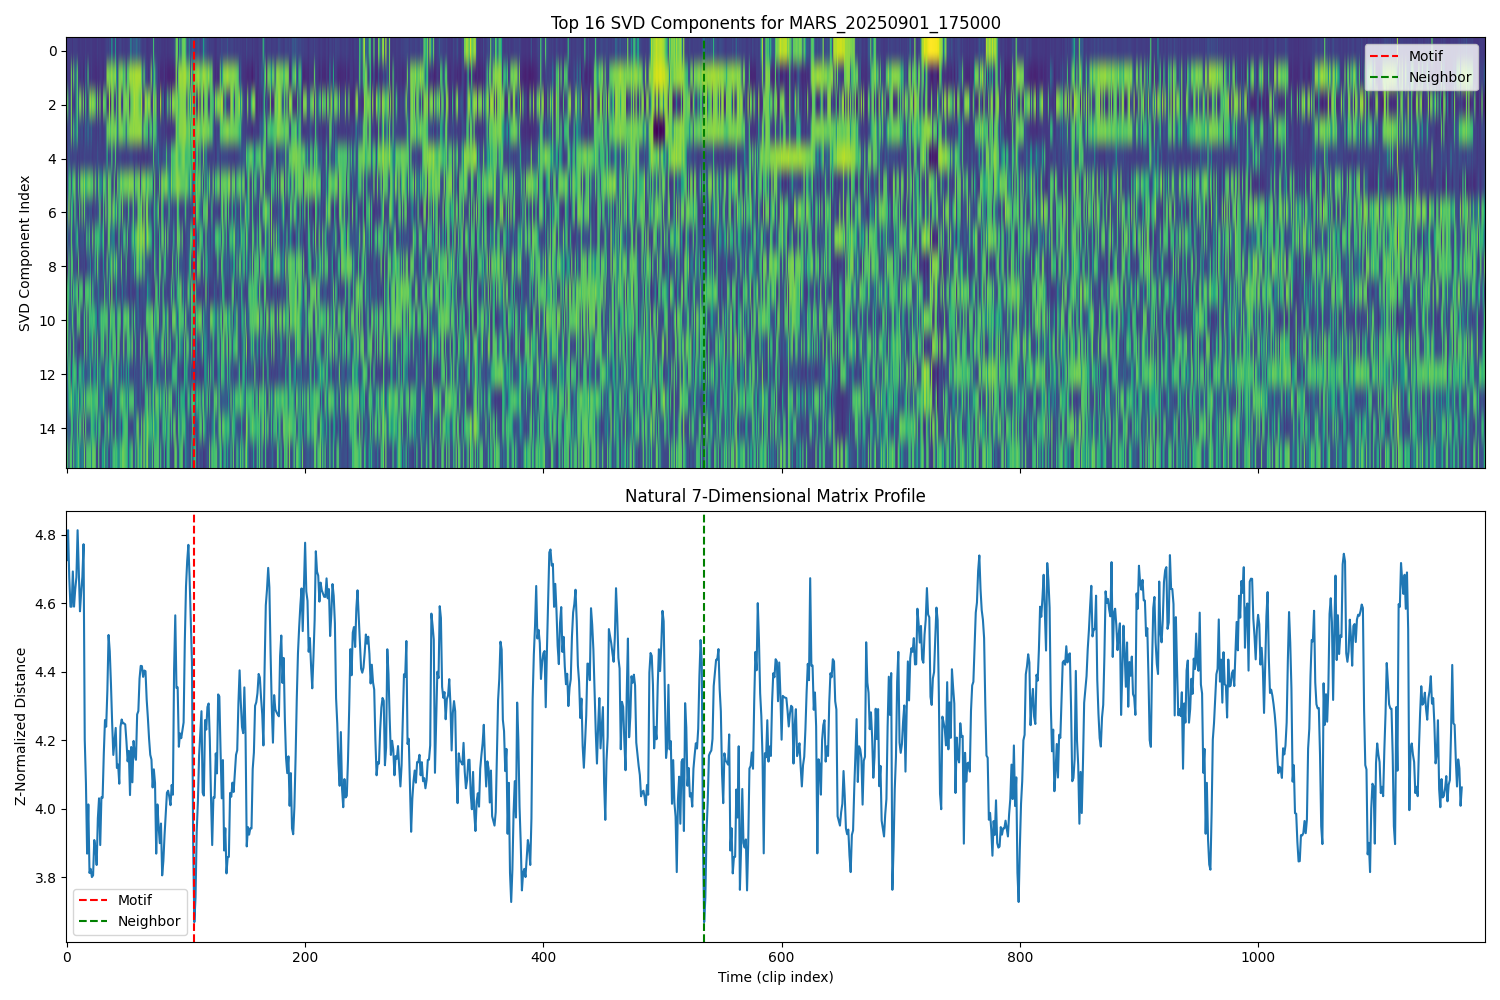 Top 16 SVD Components for MARS_20250901_175000
SVD Component Index
0
2
4
6
8
10
12
14
Motif
Neighbor
Natural 7-Dimensional Matrix Profile
Z-Normalized Distance
4.8
4.6
4.4
4.2
4.0
3.8
Motif
Neighbor
0
200
400
600
800
1000
Time (clip index)